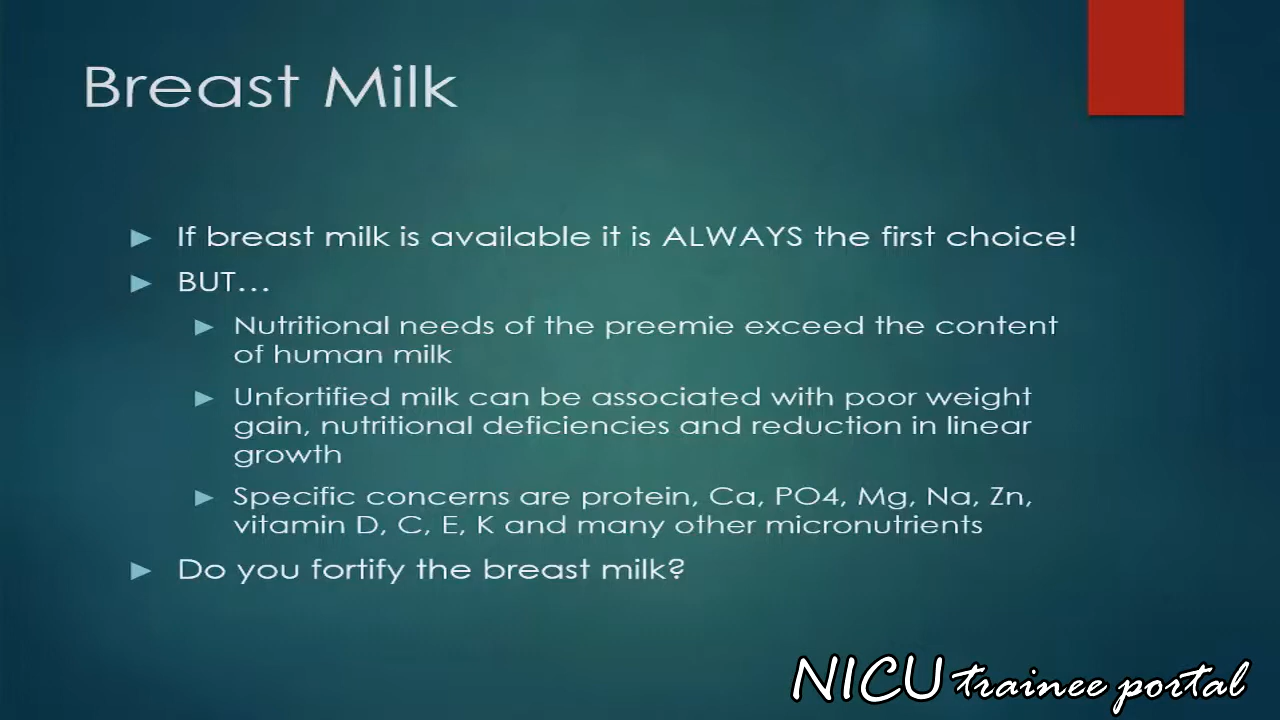 Breast Milk
If breast milk is available it is ALWAYS the first choice!
BUT...
Nutritional needs of the preemie exceed the content
of human milk
Unfortified milk can be associated with poor weight
gain, nutritional deficiencies and reduction in linear
growth
Specific concerns are protein, Ca, PO4, Mg, Na, Zn,
vitamin D, C, E, K and many other micronutrients
Do you fortify the breast milk?
NICU trainee portal